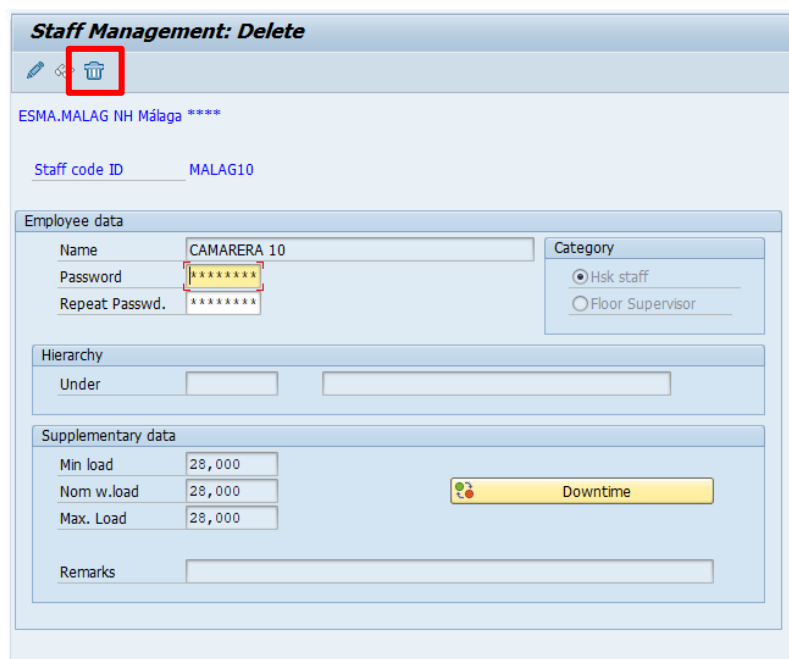 Staff Management: Delete
ESMA.MALAG NH Málaga ****
Staff code ID MALAG10
Employee data
Name CAMARERA 10
Category
Password ********
Hsk staff
Repeat Passwd. ********
Floor Supervisor
Hierarchy
Under
Supplementary data
Min load 28,000
Nom w.load 28,000
Downtime
Max. Load 28,000
Remarks